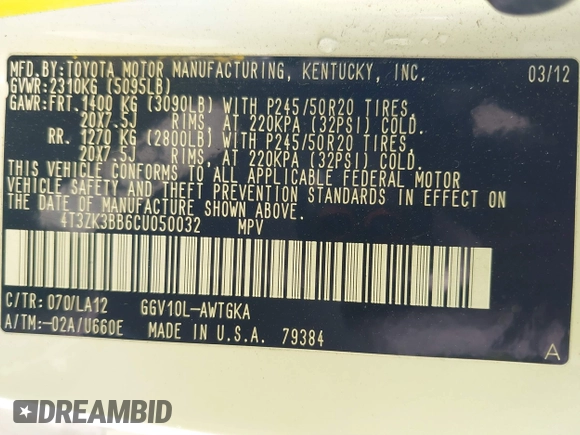 MFD.BY:TOYOTA MOTOR MANUFACTURING, KENTUCKY, INC. 03/12
GVWR:2310KG (5095LB)
GAWR:FRT.1400 KG (3090LB) WITH P245/50R20 TIRES,
20X7.5J RIMS, AT 220KPA (32PSI) COLD.
RR. 1270 KG (2800LB) WITH P245/50R20 TIRES,
20X7.5J RIMS, AT 220KPA (32PSI) COLD.
THIS VEHICLE CONFORMS TO ALL APPLICABLE FEDERAL MOTOR
VEHICLE SAFETY AND THEFT PREVENTION STANDARDS IN EFFECT ON
THE DATE OF MANUFACTURE SHOWN ABOVE.
4T3ZK3BB6CU050032 MPV
C/TR: 070/LA12 GGV10L-AWTGKA
A/TM:-02A/U660E MADE IN U.S.A. 79384 A
DREAMBID